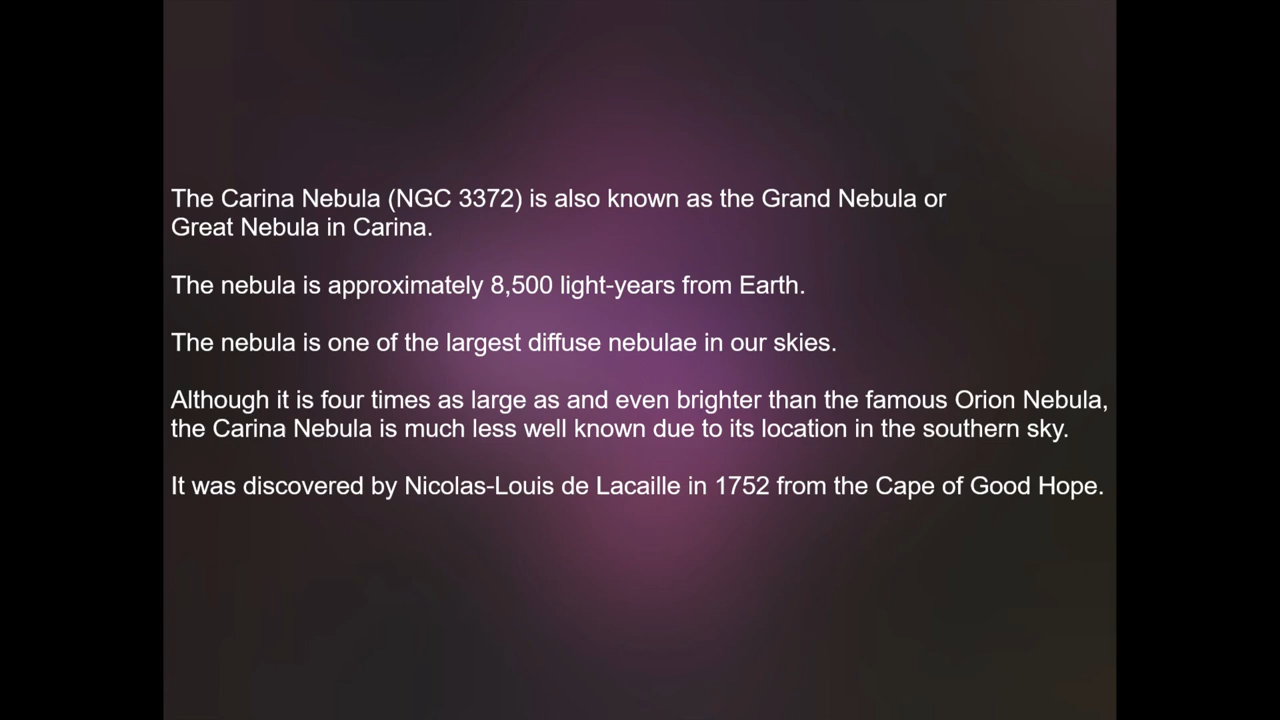 The Carina Nebula (NGC 3372) is also known as the Grand Nebula or
Great Nebula in Carina.
The nebula is approximately 8,500 light-years from Earth.
The nebula is one of the largest diffuse nebulae in our skies.
Although it is four times as large as and even brighter than the famous Orion Nebula,
the Carina Nebula is much less well known due to its location in the southern sky.
It was discovered by Nicolas-Louis de Lacaille in 1752 from the Cape of Good Hope.